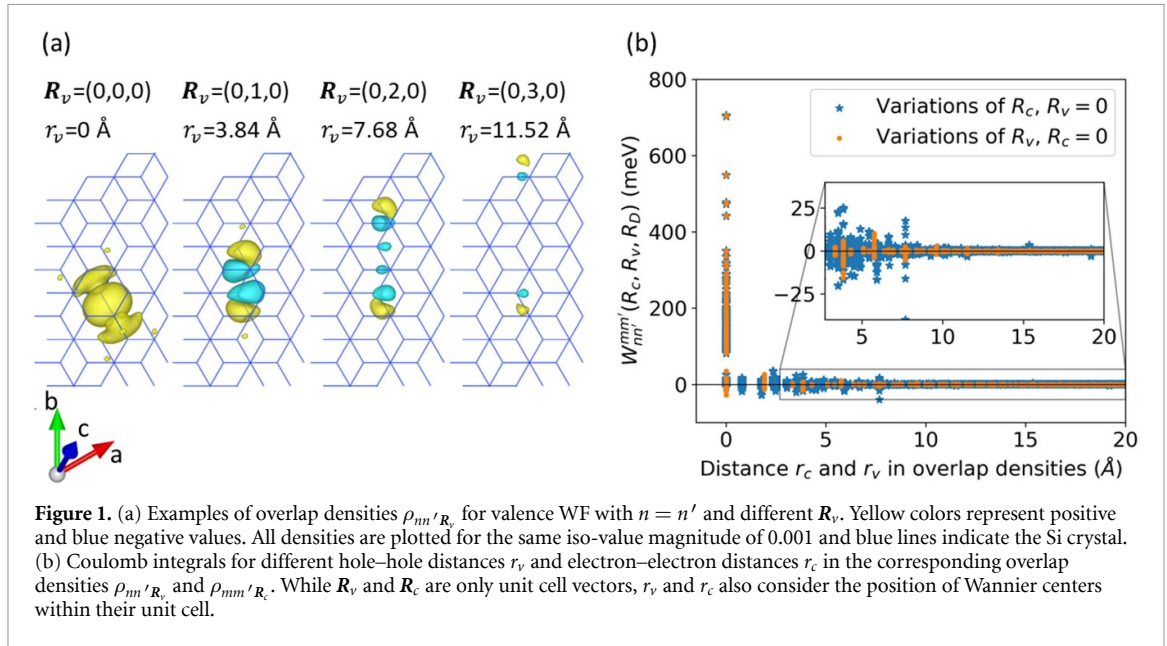 (a)
(b)
R_v=(0,0,0) R_v=(0,1,0) R_v=(0,2,0) R_v=(0,3,0)
r_v=0 Å r_v=3.84 Å r_v=7.68 Å r_v=11.52 Å
b
c
a
800
600
400
200
0
W^{mm'}_{nn'}(R_c, R_v, R_D) (meV)
Variations of R_c, R_v = 0
Variations of R_v, R_c = 0
25
0
−25
5 10 15 20
0 5 10 15 20
Distance r_c and r_v in overlap densities (Å)
Figure 1. (a) Examples of overlap densities ρ_{nn′R_v} for valence WF with n = n′ and different R_v. Yellow colors represent positive
and blue negative values. All densities are plotted for the same iso-value magnitude of 0.001 and blue lines indicate the Si crystal.
(b) Coulomb integrals for different hole–hole distances r_v and electron–electron distances r_c in the corresponding overlap
densities ρ_{nn′R_v} and ρ_{mm′R_c}. While R_v and R_c are only unit cell vectors, r_v and r_c also consider the position of Wannier centers
within their unit cell.